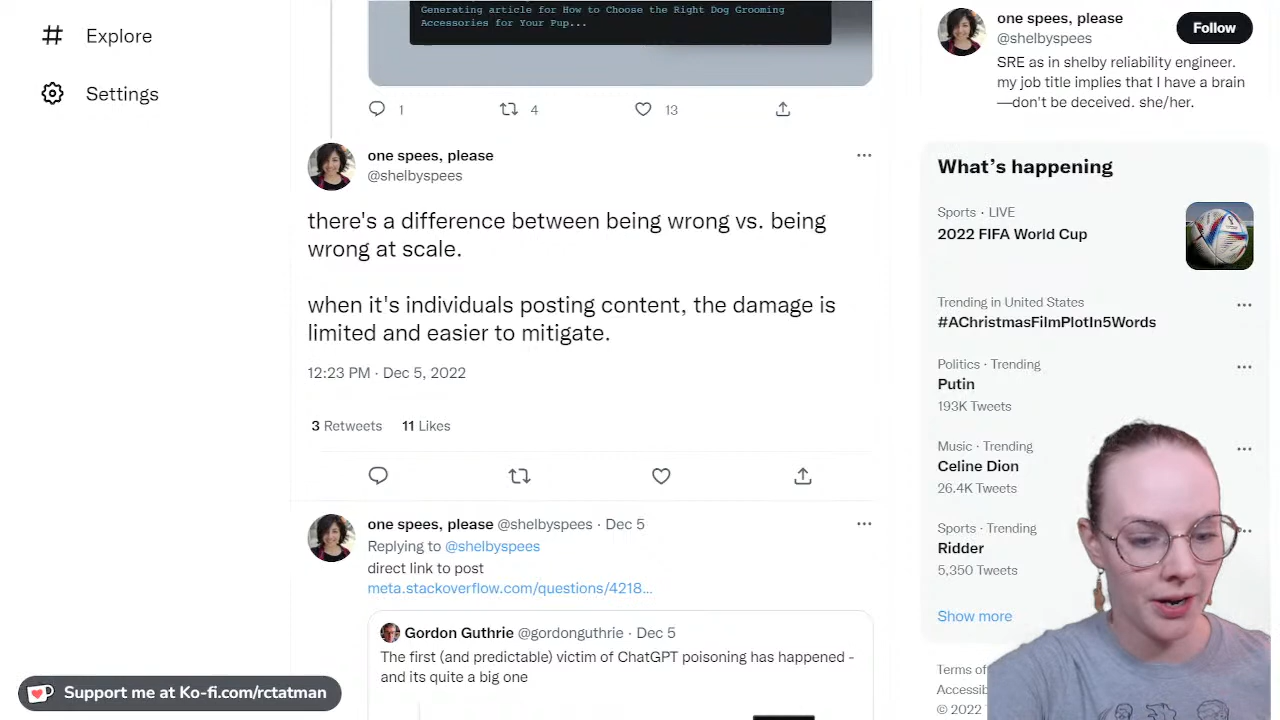 Explore
Settings
Generating article for How to Choose the Right Dog Grooming
Accessories for Your Pup...
1
4
13
one spees, please
@shelbyspees
there's a difference between being wrong vs. being
wrong at scale.
when it's individuals posting content, the damage is
limited and easier to mitigate.
12:23 PM · Dec 5, 2022
3 Retweets 11 Likes
one spees, please @shelbyspees · Dec 5
Replying to @shelbyspees
direct link to post
meta.stackoverflow.com/questions/4218...
Gordon Guthrie @gordonguthrie · Dec 5
The first (and predictable) victim of ChatGPT poisoning has happened -
and its quite a big one
one spees, please
@shelbyspees
Follow
SRE as in shelby reliability engineer.
my job title implies that I have a brain
—don't be deceived. she/her.
What's happening
Sports · LIVE
2022 FIFA World Cup
Trending in United States
#AChristmasFilmPlotIn5Words
Politics · Trending
Putin
193K Tweets
Music · Trending
Celine Dion
26.4K Tweets
Sports · Trending
Ridder
5,350 Tweets
Show more
Terms of
© 2022
Support me at Ko-fi.com/rctatman